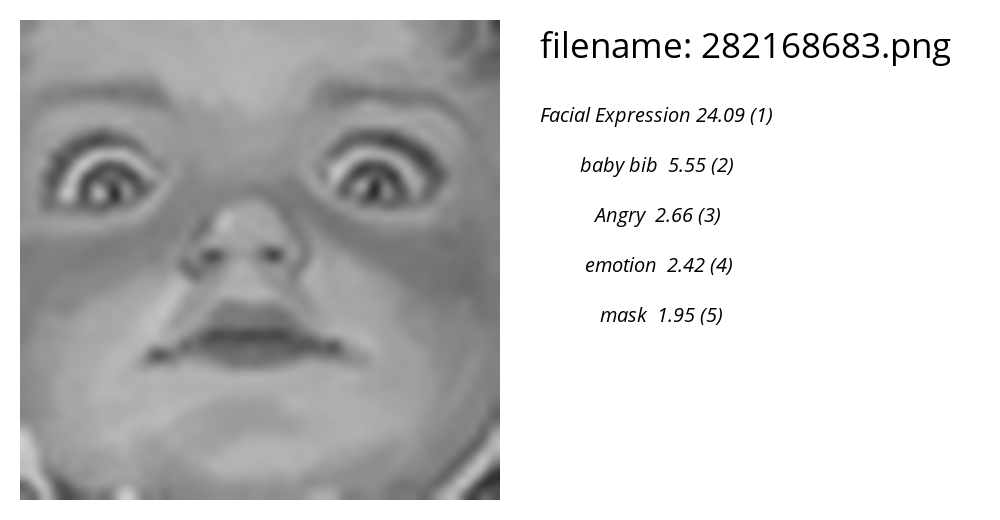 filename: 282168683.png
Facial Expression 24.09 (1)
baby bib 5.55 (2)
Angry 2.66 (3)
emotion 2.42 (4)
mask 1.95 (5)